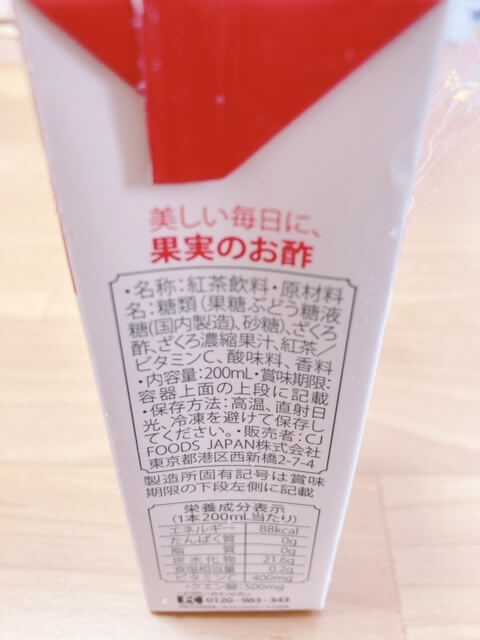 美しい毎日に、
果実のお酢
・名称：紅茶飲料・原材料
名：糖類（果糖ぶどう糖液
糖(国内製造)、砂糖)、ざくろ
酢、ざくろ濃縮果汁、紅茶／
ビタミンC、酸味料、香料
・内容量：200mL・賞味期限：
容器上面の上段に記載
・保存方法：高温、直射日
光、冷凍を避けて保存し
てください。・販売者：CJ
FOODS JAPAN株式会社
東京都港区西新橋2-7-4
製造所固有記号は賞味
期限の下段左側に記載
栄養成分表示
(1本200mL当たり)
エネルギー 88kcal
たんぱく質 0g
脂質 0g
炭水化物 21.6g
食塩相当量 0.2g
ビタミンC 400mg
・クエン酸：500mg
0120-983-343